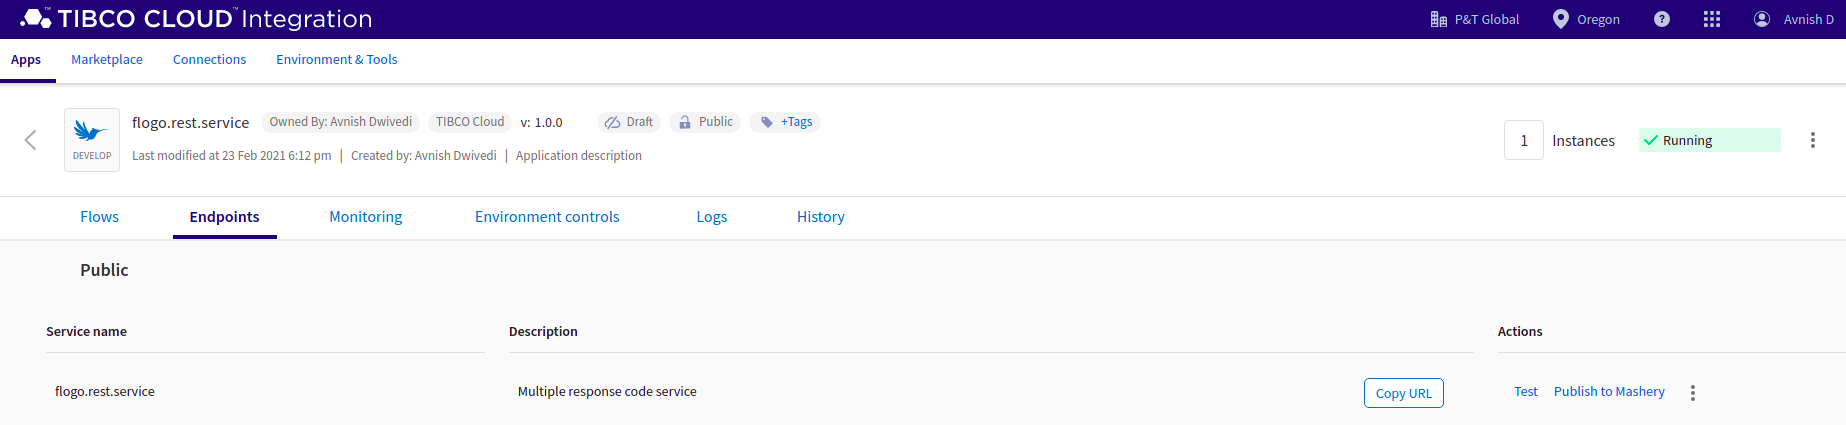 TIBCO CLOUD™ Integration P&T Global Oregon ? Avnish D
Apps Marketplace Connections Environment & Tools
flogo.rest.service Owned By: Avnish Dwivedi TIBCO Cloud v: 1.0.0 Draft Public +Tags
DEVELOP Last modified at 23 Feb 2021 6:12 pm | Created by: Avnish Dwivedi | Application description
1 Instances Running
Flows Endpoints Monitoring Environment controls Logs History
Public
Service name Description Actions
flogo.rest.service Multiple response code service Copy URL Test Publish to Mashery